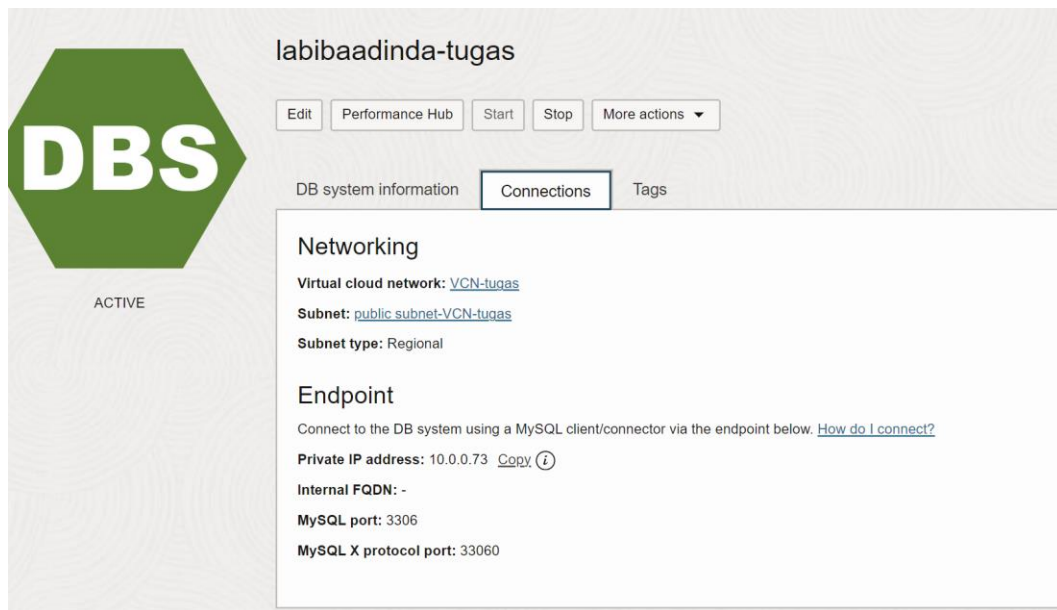 labibaadinda-tugas
Edit Performance Hub Start Stop More actions
DBS
DB system information Connections Tags
Networking
Virtual cloud network: VCN-tugas
ACTIVE
Subnet: public subnet-VCN-tugas
Subnet type: Regional
Endpoint
Connect to the DB system using a MySQL client/connector via the endpoint below. How do I connect?
Private IP address: 10.0.0.73 Copy i
Internal FQDN: -
MySQL port: 3306
MySQL X protocol port: 33060